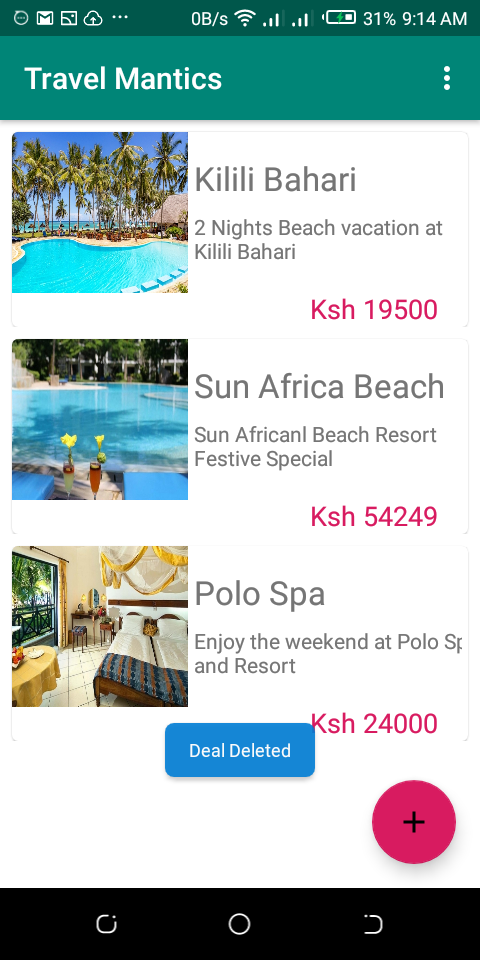 0B/s 31% 9:14 AM
Travel Mantics
Kilili Bahari
2 Nights Beach vacation at
Kilili Bahari
Ksh 19500
Sun Africa Beach
Sun Africanl Beach Resort
Festive Special
Ksh 54249
Polo Spa
Enjoy the weekend at Polo Sp
and Resort
Ksh 24000
Deal Deleted
+